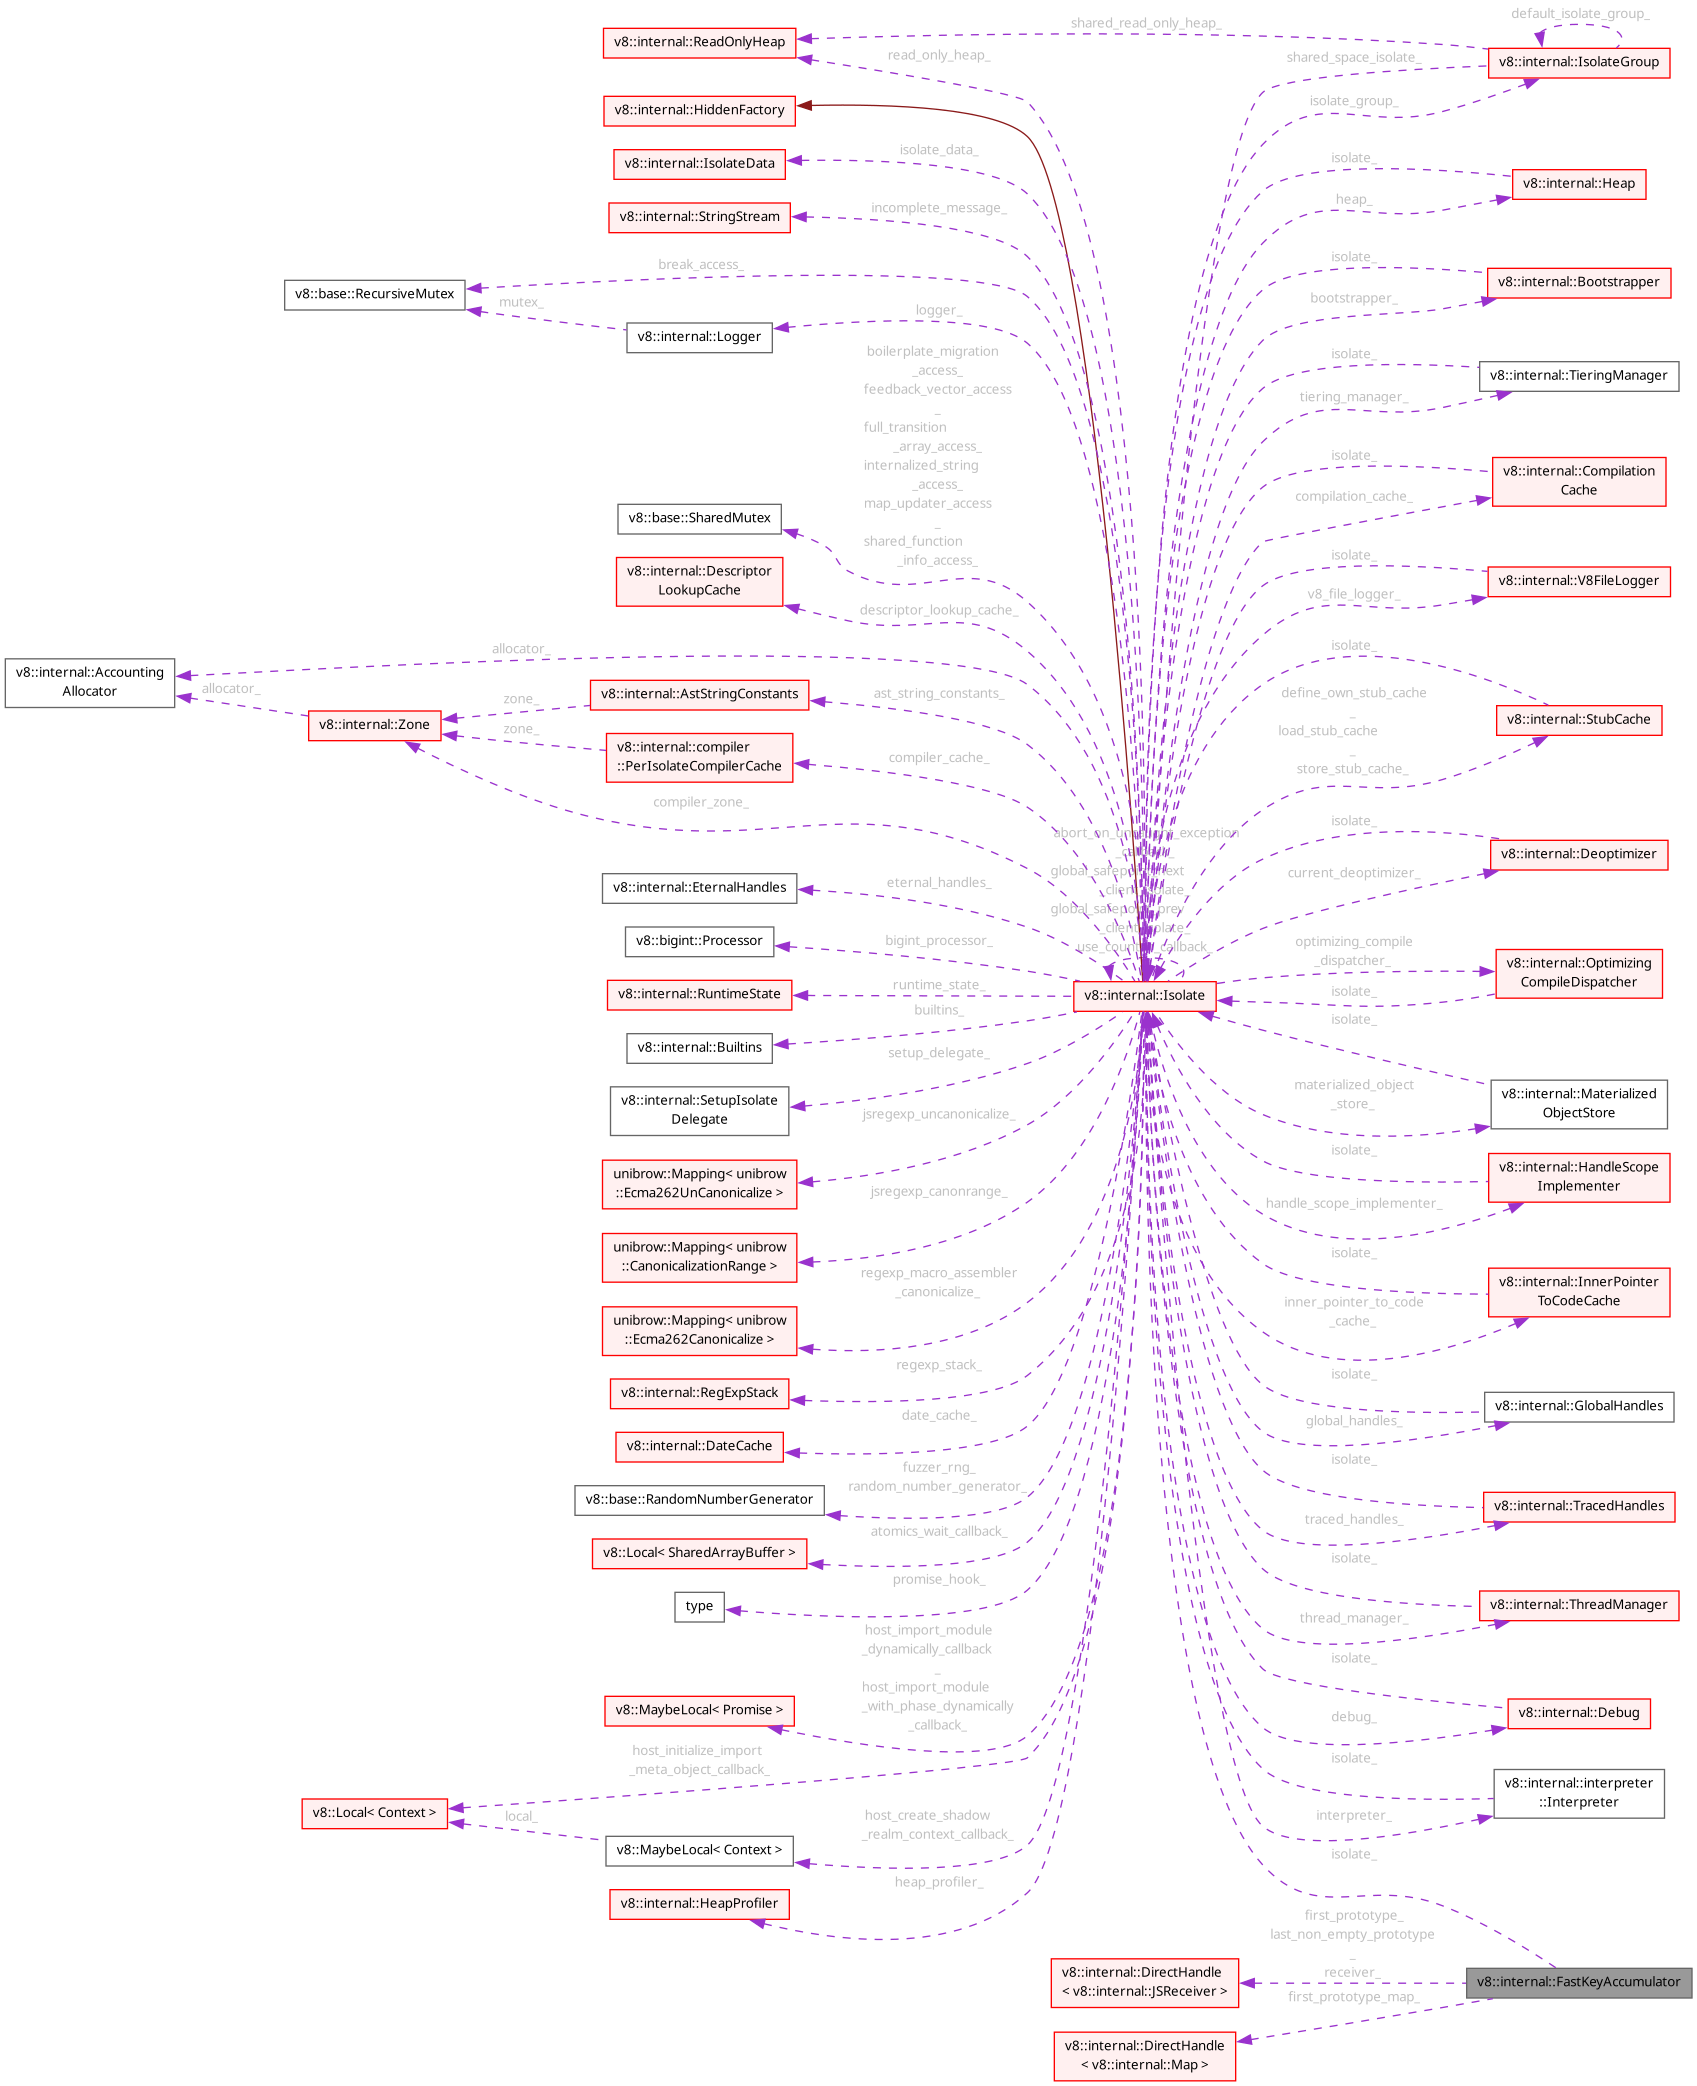 default_isolate_group_
shared_read_only_heap_
v8::internal::ReadOnlyHeap
read_only_heap_
shared_space_isolate_
v8::internal::IsolateGroup
isolate_group_
v8::internal::HiddenFactory
isolate_data_
v8::internal::IsolateData
isolate_
v8::internal::Heap
heap_
incomplete_message_
v8::internal::StringStream
break_access_
v8::base::RecursiveMutex
mutex_
isolate_
v8::internal::Bootstrapper
bootstrapper_
logger_
v8::internal::Logger
boilerplate_migration
_access_
feedback_vector_access
_
full_transition
_array_access_
internalized_string
_access_
map_updater_access
_
shared_function
_info_access_
isolate_
v8::internal::TieringManager
tiering_manager_
isolate_
v8::internal::Compilation
Cache
compilation_cache_
v8::base::SharedMutex
v8::internal::Descriptor
LookupCache
descriptor_lookup_cache_
isolate_
v8::internal::V8FileLogger
v8_file_logger_
allocator_
v8::internal::Accounting
Allocator
allocator_
v8::internal::Zone
zone_
zone_
v8::internal::AstStringConstants
ast_string_constants_
v8::internal::compiler
::PerIsolateCompilerCache
compiler_cache_
compiler_zone_
isolate_
define_own_stub_cache
_
load_stub_cache
_
store_stub_cache_
v8::internal::StubCache
isolate_
v8::internal::Deoptimizer
current_deoptimizer_
v8::internal::EternalHandles
eternal_handles_
v8::bigint::Processor
bigint_processor_
optimizing_compile
_dispatcher_
v8::internal::Optimizing
CompileDispatcher
isolate_
v8::internal::RuntimeState
runtime_state_
v8::internal::Isolate
isolate_
v8::internal::Builtins
builtins_
v8::internal::SetupIsolate
Delegate
setup_delegate_
materialized_object
_store_
v8::internal::Materialized
ObjectStore
jsregexp_uncanonicalize_
unibrow::Mapping< unibrow
::Ecma262UnCanonicalize >
isolate_
v8::internal::HandleScope
Implementer
handle_scope_implementer_
jsregexp_canonrange_
unibrow::Mapping< unibrow
::CanonicalizationRange >
isolate_
v8::internal::InnerPointer
ToCodeCache
inner_pointer_to_code
_cache_
regexp_macro_assembler
_canonicalize_
unibrow::Mapping< unibrow
::Ecma262Canonicalize >
regexp_stack_
v8::internal::RegExpStack
isolate_
v8::internal::GlobalHandles
global_handles_
date_cache_
v8::internal::DateCache
fuzzer_rng_
random_number_generator_
v8::base::RandomNumberGenerator
isolate_
v8::internal::TracedHandles
traced_handles_
atomics_wait_callback_
v8::Local< SharedArrayBuffer >
promise_hook_
type
isolate_
v8::internal::ThreadManager
thread_manager_
host_import_module
_dynamically_callback
_
host_import_module
_with_phase_dynamically
_callback_
v8::MaybeLocal< Promise >
isolate_
v8::internal::Debug
debug_
host_initialize_import
_meta_object_callback_
v8::Local< Context >
local_
isolate_
v8::internal::interpreter
::Interpreter
interpreter_
host_create_shadow
_realm_context_callback_
v8::MaybeLocal< Context >
isolate_
heap_profiler_
v8::internal::HeapProfiler
first_prototype_
last_non_empty_prototype
_
receiver_
v8::internal::DirectHandle
< v8::internal::JSReceiver >
v8::internal::FastKeyAccumulator
first_prototype_map_
v8::internal::DirectHandle
< v8::internal::Map >